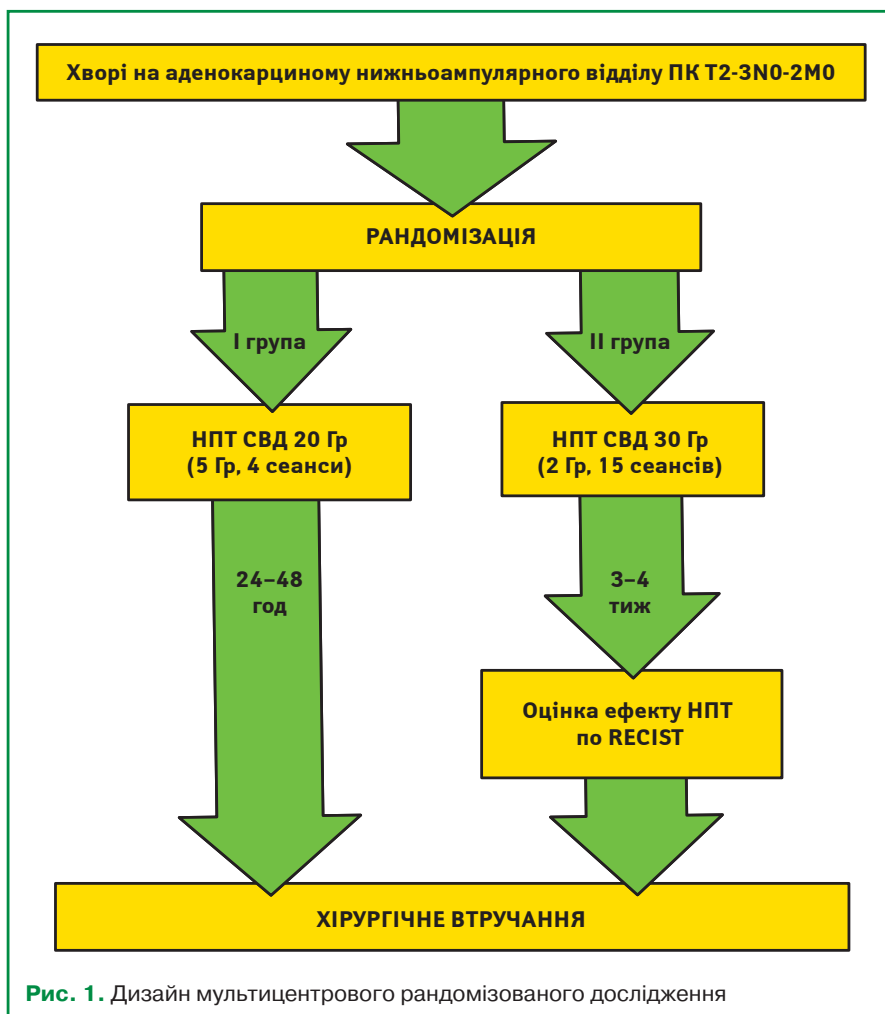 Хворі на аденокарциному нижньоампулярного відділу ПК Т2-3N0-2M0
РАНДОМІЗАЦІЯ
І група
ІІ група
НПТ СВД 20 Гр
(5 Гр, 4 сеанси)
НПТ СВД 30 Гр
(2 Гр, 15 сеансів)
24–48
год
3–4
тиж
Оцінка ефекту НПТ
по RECIST
ХІРУРГІЧНЕ ВТРУЧАННЯ
Рис. 1. Дизайн мультицентрового рандомізованого дослідження